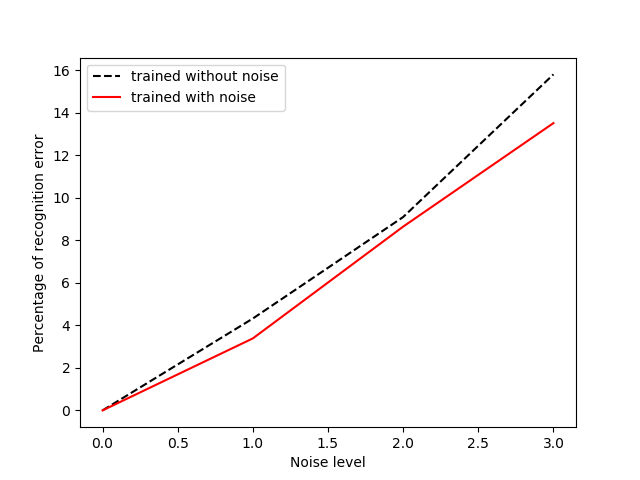 trained without noise
trained with noise
Percentage of recognition error
16
14
12
10
8
6
4
2
0
0.0 0.5 1.0 1.5 2.0 2.5 3.0
Noise level